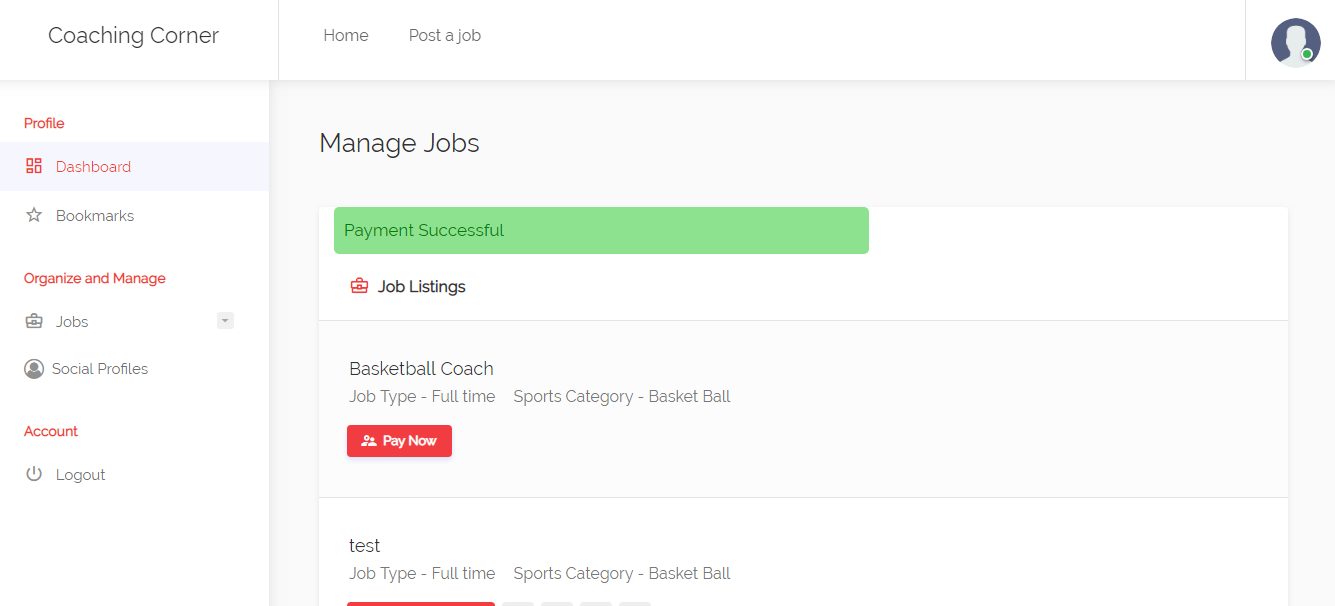 Coaching Corner
Home
Post a job
Profile
Dashboard
Bookmarks
Organize and Manage
Jobs
Social Profiles
Account
Logout
Manage Jobs
Payment Successful
Job Listings
Basketball Coach
Job Type - Full time Sports Category - Basket Ball
Pay Now
test
Job Type - Full time Sports Category - Basket Ball